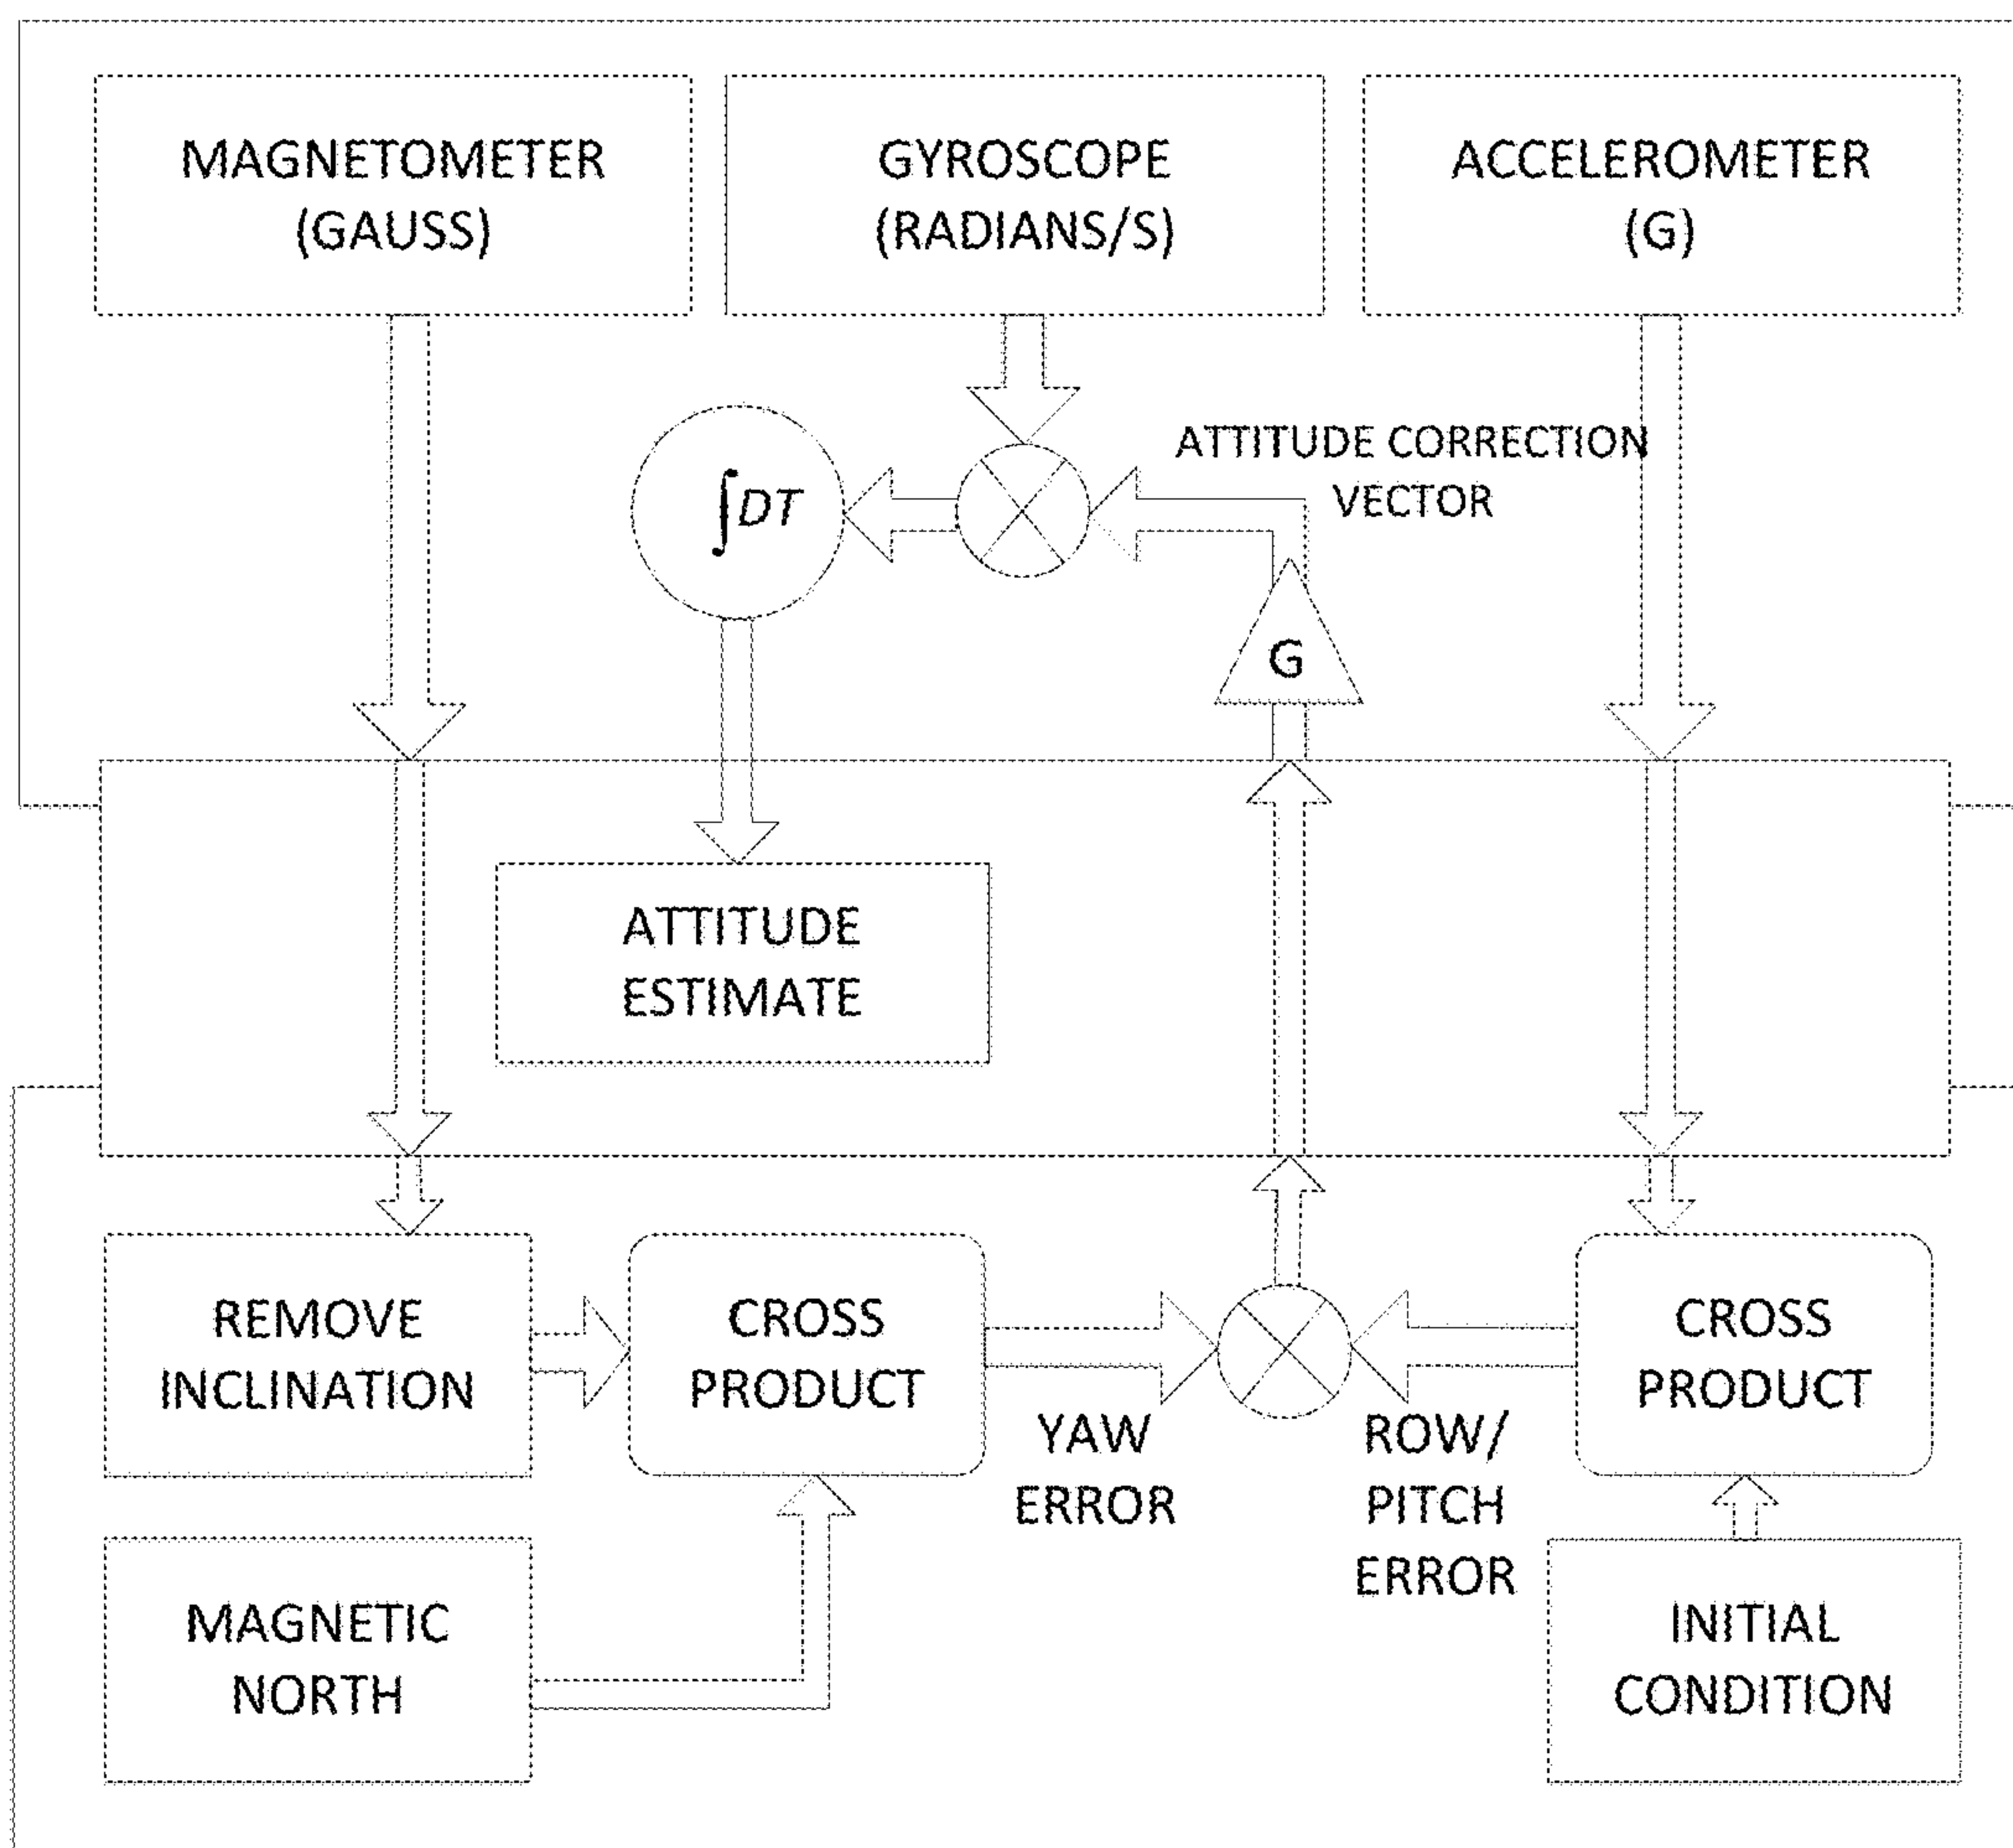 MAGNETOMETER
(GAUSS)
GYROSCOPE
(RADIANS/S)
ACCELEROMETER
(G)
ATTITUDE CORRECTION
VECTOR
∫DT
G
ATTITUDE
ESTIMATE
REMOVE
INCLINATION
CROSS
PRODUCT
YAW
ERROR
ROW/
PITCH
ERROR
CROSS
PRODUCT
MAGNETIC
NORTH
INITIAL
CONDITION